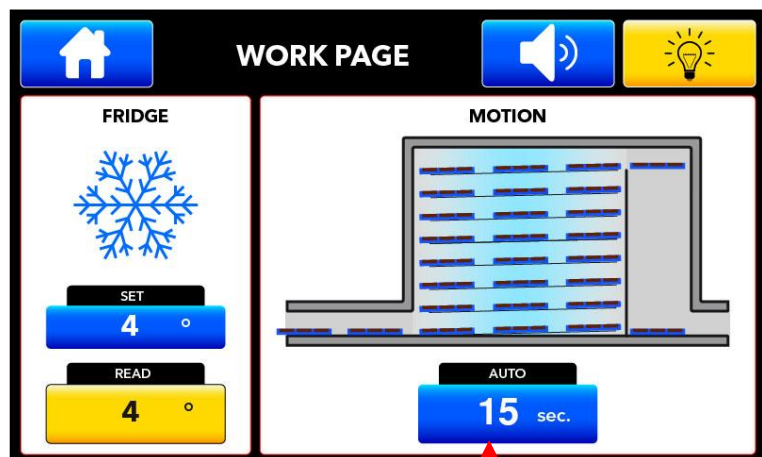 WORK PAGE
FRIDGE
SET
4 °
READ
4 °
MOTION
AUTO
15 sec.